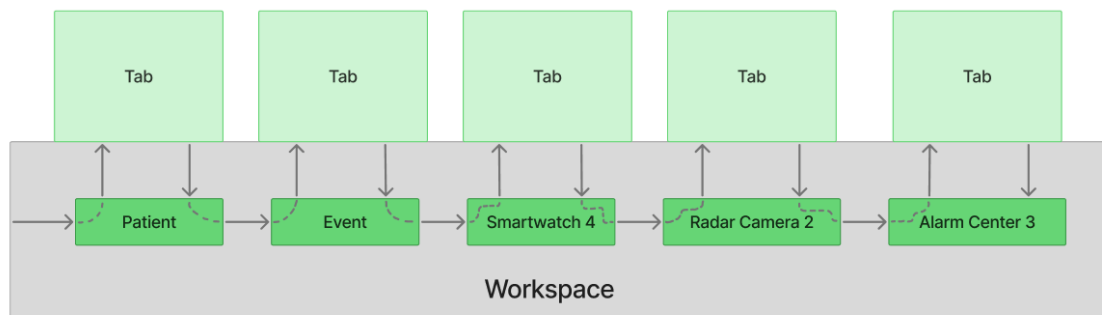 Tab
Tab
Tab
Tab
Tab
Patient
Event
Smartwatch 4
Radar Camera 2
Alarm Center 3
Workspace